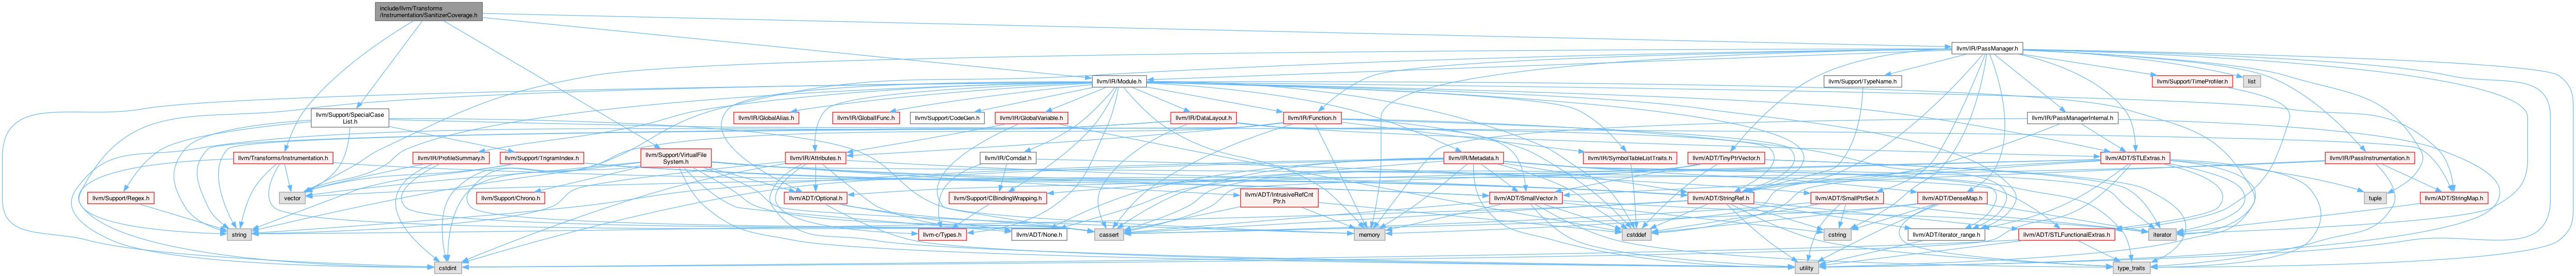 include/llvm/Transforms
/Instrumentation/SanitizerCoverage.h
llvm/IR/PassManager.h
llvm/IR/Module.h
llvm/Support/TypeName.h
llvm/Support/TimeProfiler.h
list
llvm/Support/SpecialCase
List.h
llvm/IR/GlobalAlias.h
llvm/IR/GlobalIFunc.h
llvm/Support/CodeGen.h
llvm/IR/GlobalVariable.h
llvm/IR/DataLayout.h
llvm/IR/Function.h
llvm/IR/PassManagerInternal.h
llvm/Transforms/Instrumentation.h
llvm/IR/ProfileSummary.h
llvm/Support/TrigramIndex.h
llvm/Support/VirtualFile
System.h
llvm/IR/Attributes.h
llvm/IR/Comdat.h
llvm/IR/Metadata.h
llvm/IR/SymbolTableListTraits.h
llvm/ADT/TinyPtrVector.h
llvm/ADT/STLExtras.h
llvm/IR/PassInstrumentation.h
llvm/Support/Regex.h
vector
llvm/Support/Chrono.h
llvm/ADT/Optional.h
llvm/Support/CBindingWrapping.h
llvm/ADT/IntrusiveRefCnt
Ptr.h
llvm/ADT/SmallVector.h
llvm/ADT/StringRef.h
llvm/ADT/SmallPtrSet.h
llvm/ADT/DenseMap.h
tuple
llvm/ADT/StringMap.h
string
llvm-c/Types.h
llvm/ADT/None.h
cassert
memory
cstddef
cstring
llvm/ADT/iterator_range.h
llvm/ADT/STLFunctionalExtras.h
iterator
cstdint
utility
type_traits